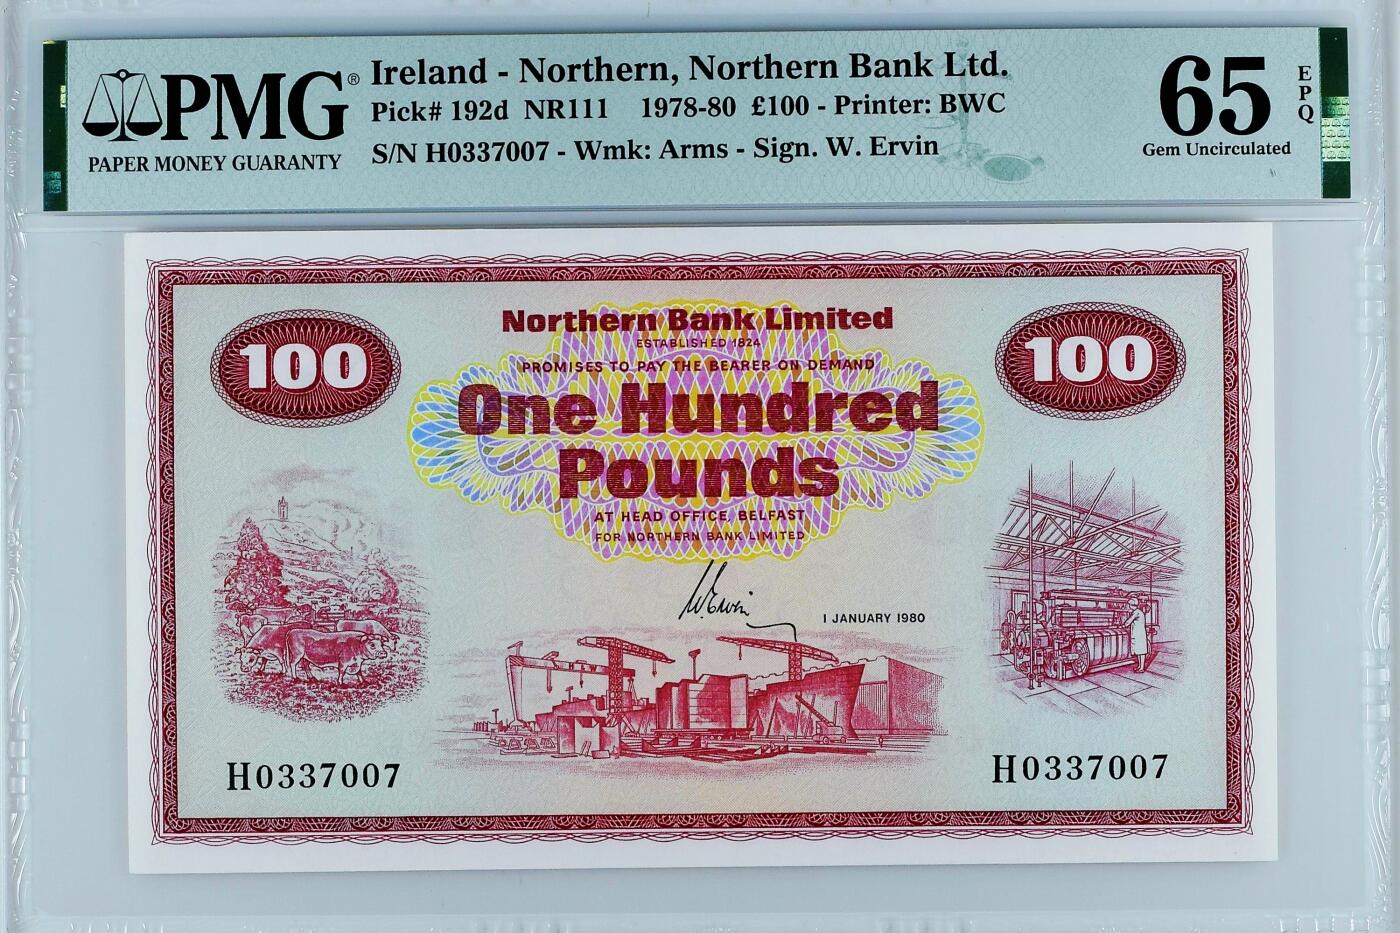 PMG®
PAPER MONEY GUARANTY
Ireland - Northern, Northern Bank Ltd.
Pick# 192d NR111 1978-80 £100 - Printer: BWC
S/N H0337007 - Wmk: Arms - Sign. W. Ervin
65
EPQ
Gem Uncirculated
100
Northern Bank Limited
ESTABLISHED 1824
PROMISES TO PAY THE BEARER ON DEMAND
One Hundred
Pounds
AT HEAD OFFICE, BELFAST
FOR NORTHERN BANK LIMITED
100
W. Ervin
1 JANUARY 1980
H0337007
H0337007